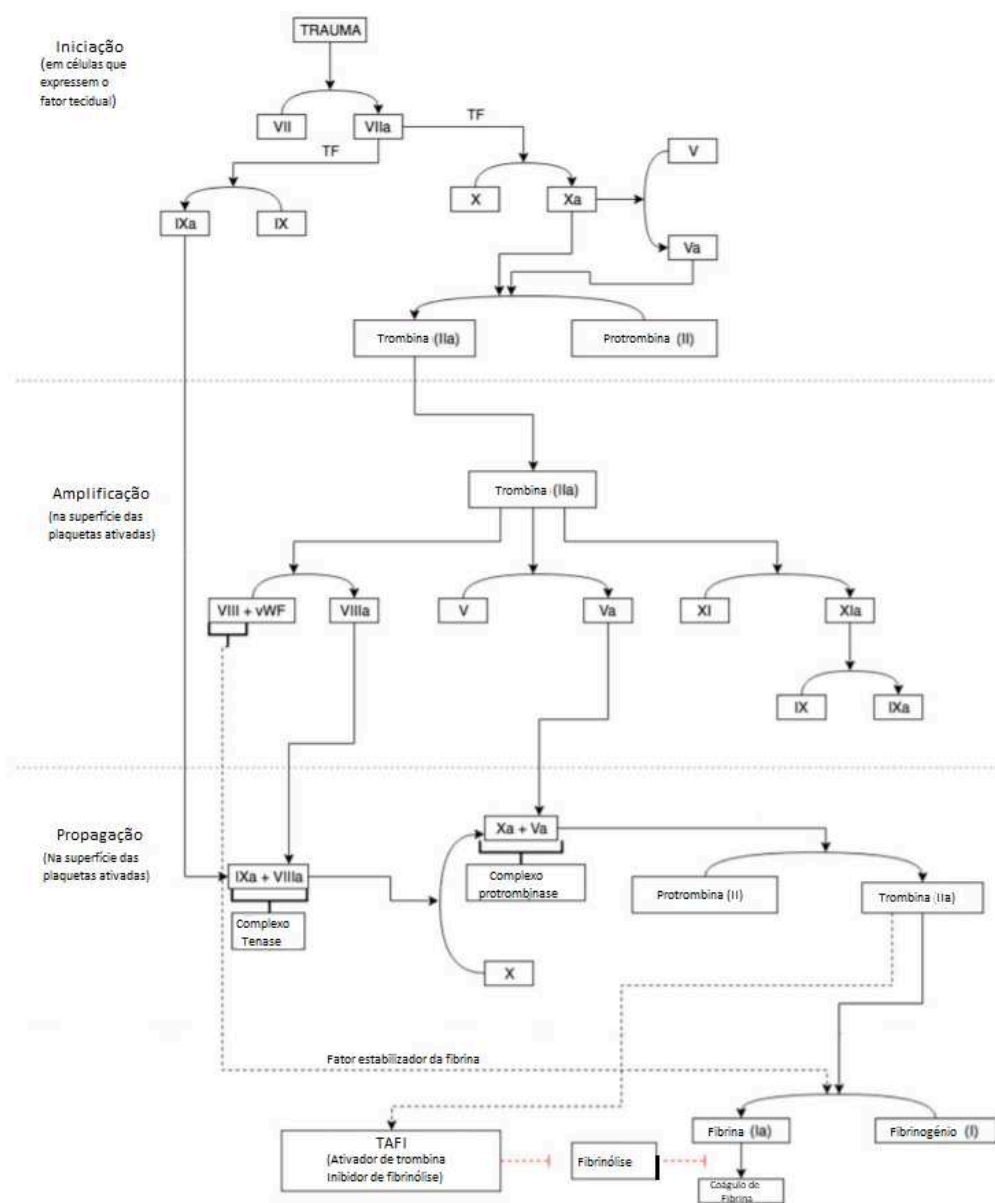 TRAUMA
Iniciação
(em células que
expressem o
fator tecidual)
VII
VIIa
TF
TF
V
X
Xa
IXa
IX
Va
Trombina (IIa)
Protrombina (II)
Amplificação
(na superfície das
plaquetas ativadas)
Trombina (IIa)
VIII + vWF
VIIIa
V
Va
XI
XIa
IX
IXa
Propagação
(Na superfície das
plaquetas ativadas)
Xa + Va
Complexo
protrombinase
IXa + VIIIa
Complexo
Tenase
Protrombina (II)
Trombina (IIa)
X
Fator estabilizador da fibrina
Fibrina (Ia)
Fibrinogénio (I)
TAFI
(Ativador de trombina
Inibidor de fibrinólise)
Fibrinólise
Coágulo de
Fibrina